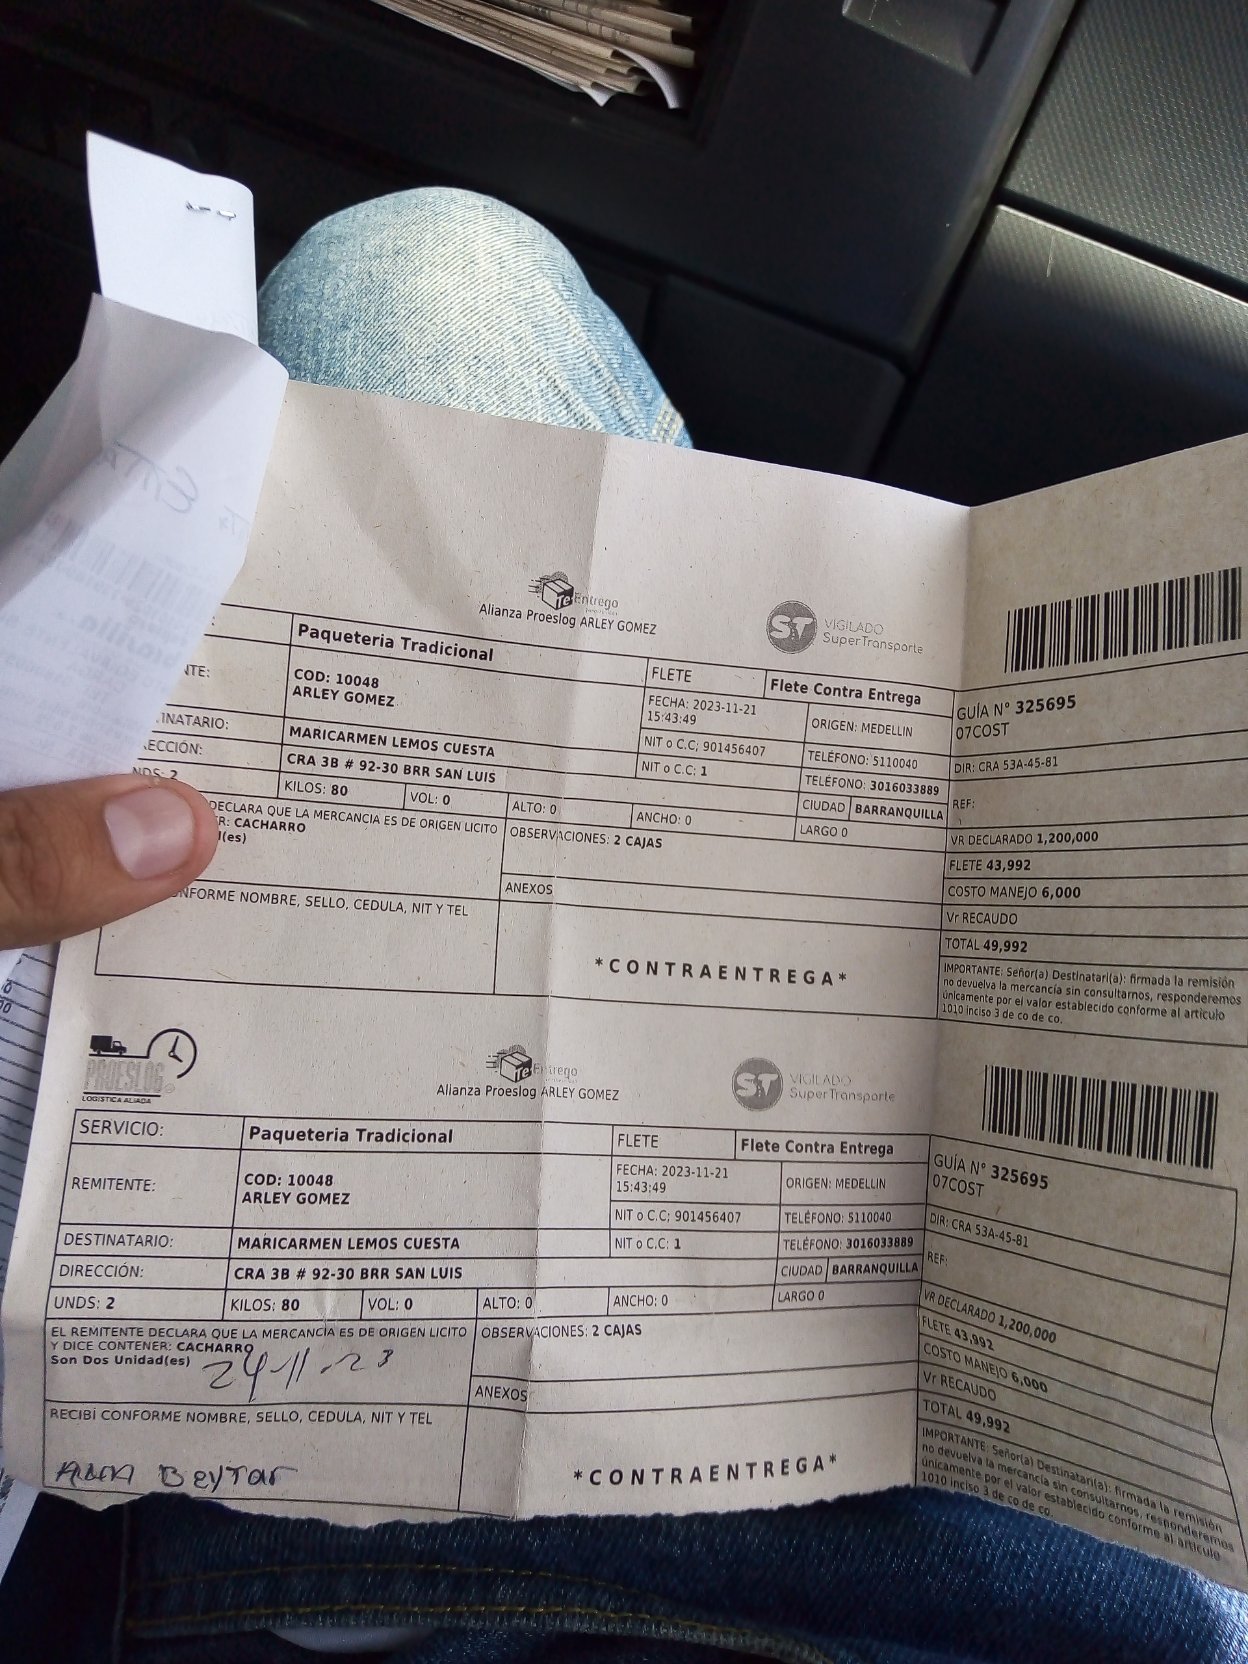 Entrego
Alianza Proeslog ARLEY GOMEZ
ST VIGILADO
SuperTransporte
Paqueteria Tradicional
FLETE
Flete Contra Entrega
NTE:
COD: 10048
ARLEY GOMEZ
FECHA: 2023-11-21
15:43:49
ORIGEN: MEDELLIN
GUÍA N° 325695
07COST
INATARIO:
MARICARMEN LEMOS CUESTA
NIT o C.C; 901456407
TELÉFONO: 5110040
DIR: CRA 53A-45-81
ECCIÓN:
CRA 3B # 92-30 BRR SAN LUIS
NIT o C.C: 1
TELÉFONO: 3016033889
NDS: 2
KILOS: 80
VOL: 0
ALTO: 0
ANCHO: 0
CIUDAD
BARRANQUILLA
LARGO 0
REF:
DECLARA QUE LA MERCANCIA ES DE ORIGEN LICITO
R: CACHARRO
(es)
OBSERVACIONES: 2 CAJAS
ANEXOS
VR DECLARADO 1,200,000
FLETE 43,992
COSTO MANEJO 6,000
Vr RECAUDO
TOTAL 49,992
NFORME NOMBRE, SELLO, CEDULA, NIT Y TEL
*CONTRAENTREGA*
IMPORTANTE: Señor(a) Destinatari(a): firmada la remisión
no devuelva la mercancía sin consultarnos, responderemos
únicamente por el valor establecido conforme al artículo
1010 inciso 3 de co de co.
PROESLOG
LOGISTICA ALIADA
Entrego
Alianza Proeslog ARLEY GOMEZ
ST VIGILADO
SuperTransporte
SERVICIO:
Paqueteria Tradicional
FLETE
Flete Contra Entrega
REMITENTE:
COD: 10048
ARLEY GOMEZ
FECHA: 2023-11-21
15:43:49
ORIGEN: MEDELLIN
GUÍA N° 325695
07COST
NIT o C.C; 901456407
TELÉFONO: 5110040
DIR: CRA 53A-45-81
DESTINATARIO:
MARICARMEN LEMOS CUESTA
NIT o C.C: 1
TELÉFONO: 3016033889
DIRECCIÓN:
CRA 3B # 92-30 BRR SAN LUIS
CIUDAD
BARRANQUILLA
REF:
UNDS: 2
KILOS: 80
VOL: 0
ALTO: 0
ANCHO: 0
LARGO 0
EL REMITENTE DECLARA QUE LA MERCANCÍA ES DE ORIGEN LICITO
Y DICE CONTENER: CACHARRO
Son Dos Unidad(es)
24-11-23
OBSERVACIONES: 2 CAJAS
ANEXOS
VR DECLARADO 1,200,000
FLETE 43,992
COSTO MANEJO 6,000
Vr RECAUDO
TOTAL 49,992
RECIBÍ CONFORME NOMBRE, SELLO, CEDULA, NIT Y TEL
BeyTar
*CONTRAENTREGA*
IMPORTANTE: Señor(a) Destinatari(a): firmada la remisión
no devuelva la mercancía sin consultarnos, responderemos
únicamente por el valor establecido conforme al artículo
1010 inciso 3 de co de co.